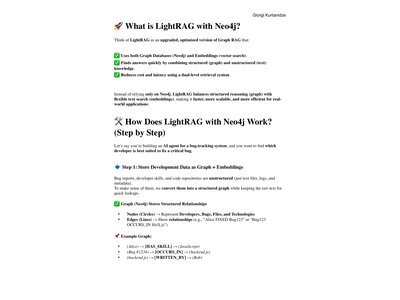 Giorgi Kurtanidze
🚀 What is LightRAG with Neo4j?
Think of LightRAG as an upgraded, optimized version of Graph RAG that:
✅ Uses both Graph Databases (Neo4j) and Embeddings (vector search).
✅ Finds answers quickly by combining structured (graph) and unstructured (text)
knowledge.
✅ Reduces cost and latency using a dual-level retrieval system.
Instead of relying only on Neo4j, LightRAG balances structured reasoning (graph) with
flexible text search (embeddings), making it faster, more scalable, and more efficient for real-
world applications.
🛠 How Does LightRAG with Neo4j Work?
(Step by Step)
Let's say you're building an AI agent for a bug-tracking system, and you want to find which
developer is best suited to fix a critical bug.
🔷 Step 1: Store Development Data as Graph + Embeddings
Bug reports, developer skills, and code repositories are unstructured (just text files, logs, and
metadata).
To make sense of them, we convert them into a structured graph while keeping the raw text for
quick lookups.
✅ Graph (Neo4j) Stores Structured Relationships
• Nodes (Circles) → Represent Developers, Bugs, Files, and Technologies
• Edges (Lines) → Show relationships (e.g., "Alice FIXED Bug123" or "Bug123
OCCURS_IN fileX.js")
📌 Example Graph:
• (Alice) → [HAS_SKILL] → (JavaScript)
• (Bug #1234) → [OCCURS_IN] → (backend.js)
• (backend.js) → [WRITTEN_BY] → (Bob)